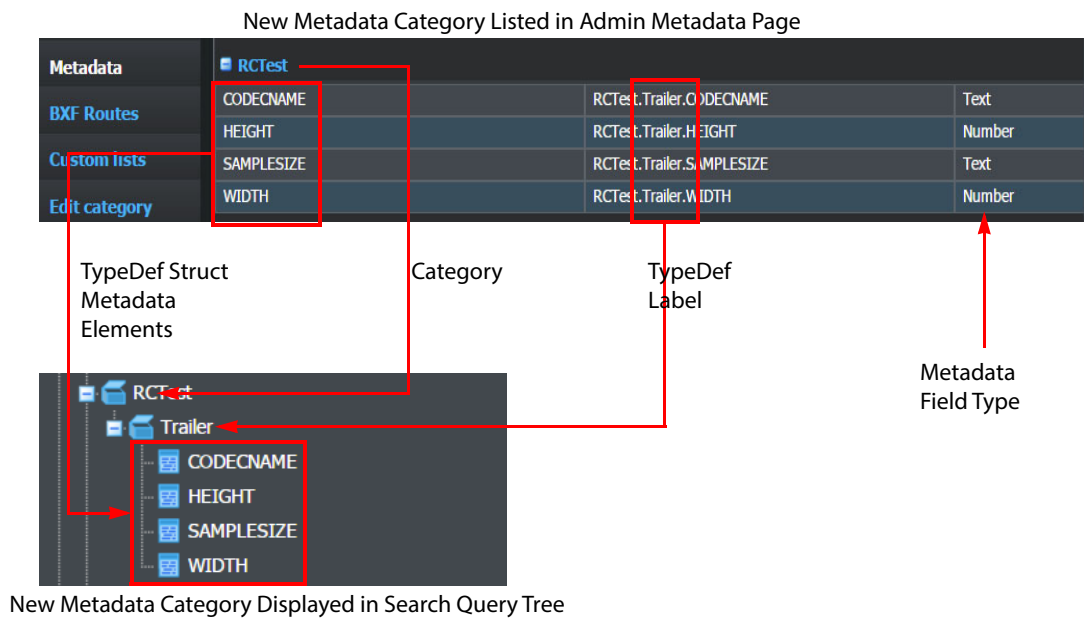 New Metadata Category Listed in Admin Metadata Page
Metadata
RCTest
BXF Routes
Custom lists
Edit category
CODECNAME RCTest.Trailer.CODECNAME Text
HEIGHT RCTest.Trailer.HEIGHT Number
SAMPLESIZE RCTest.Trailer.SAMPLESIZE Text
WIDTH RCTest.Trailer.WIDTH Number
TypeDef Struct
Metadata
Elements
Category
TypeDef
Label
Metadata
Field Type
RCTest
Trailer
CODECNAME
HEIGHT
SAMPLESIZE
WIDTH
New Metadata Category Displayed in Search Query Tree